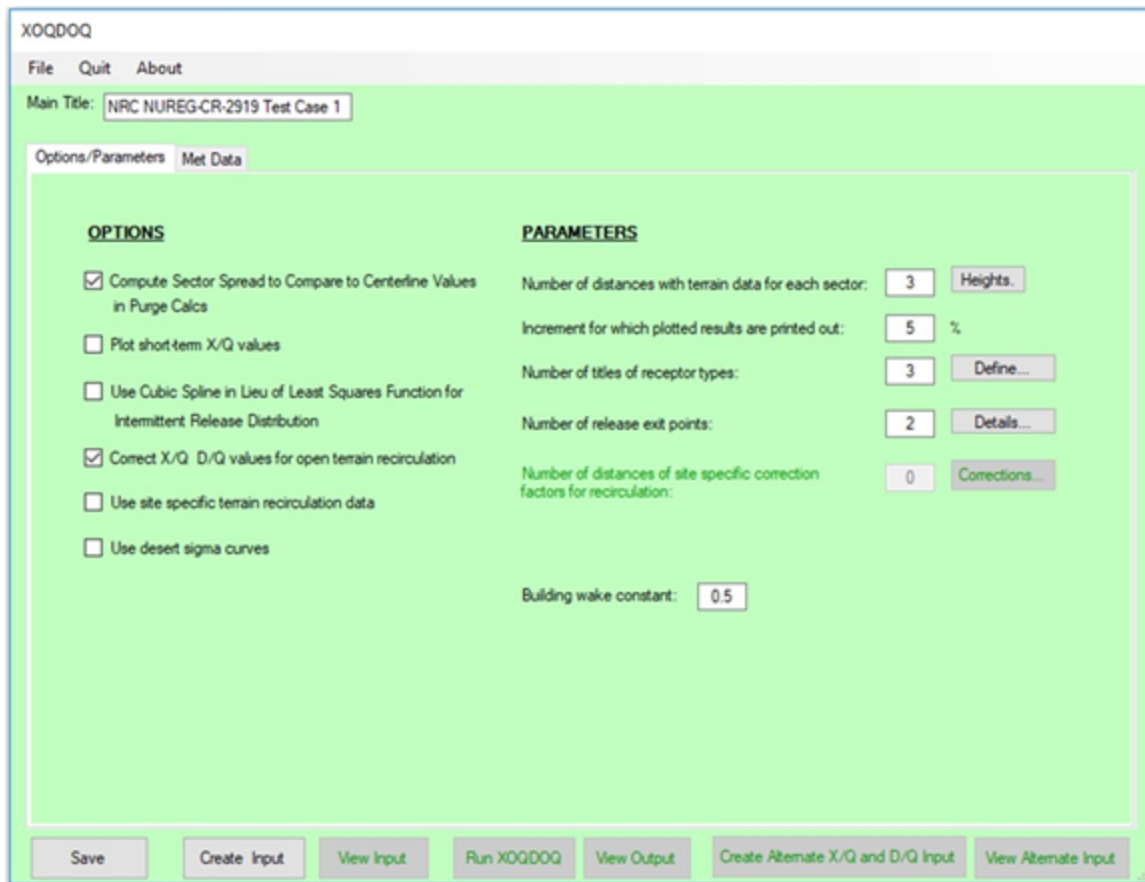 XOQDOQ
File Quit About
Main Title: NRC NUREG-CR-2919 Test Case 1
Options/Parameters Met Data
OPTIONS
Compute Sector Spread to Compare to Centerline Values
in Purge Calcs
Plot short-term X/Q values
Use Cubic Spline in Lieu of Least Squares Function for
Intermittent Release Distribution
Correct X/Q D/Q values for open terrain recirculation
Use site specific terrain recirculation data
Use desert sigma curves
PARAMETERS
Number of distances with terrain data for each sector: 3 Heights.
Increment for which plotted results are printed out: 5 %
Number of titles of receptor types: 3 Define...
Number of release exit points: 2 Details...
Number of distances of site specific correction
factors for recirculation: 0 Corrections...
Building wake constant: 0.5
Save Create Input View Input Run XOQDOQ View Output Create Alternate X/Q and D/Q Input View Alternate Input